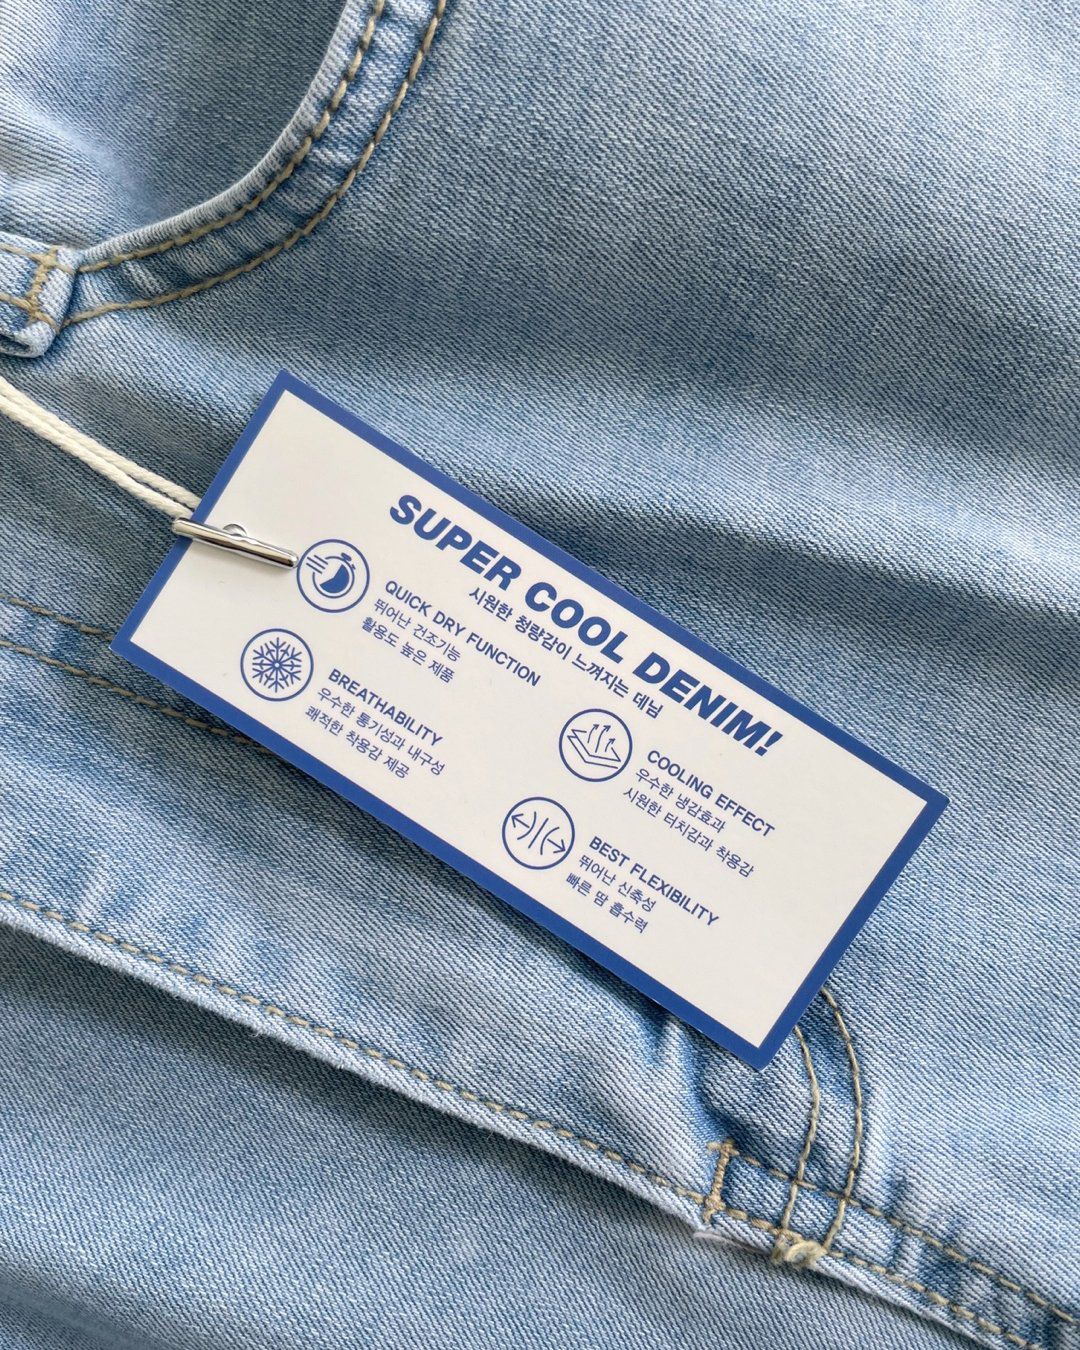 SUPER COOL DENIM!
시원한 청량감이 느껴지는 데님
QUICK DRY FUNCTION
뛰어난 건조기능
활용도 높은 제품
BREATHABILITY
우수한 통기성과 내구성
쾌적한 착용감 제공
COOLING EFFECT
우수한 냉감효과
시원한 터치감과 착용감
BEST FLEXIBILITY
뛰어난 신축성
빠른 땀 흡수력